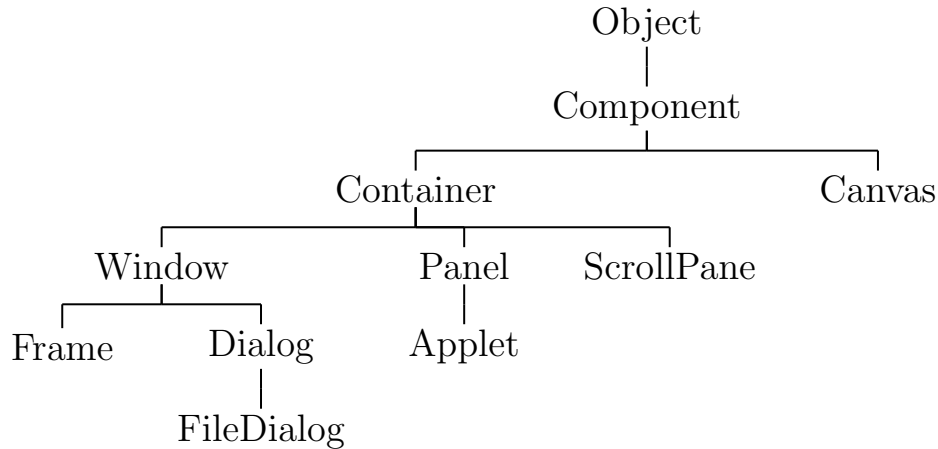 Object
Component
Container Canvas
Window Panel ScrollPane
Frame Dialog Applet
FileDialog